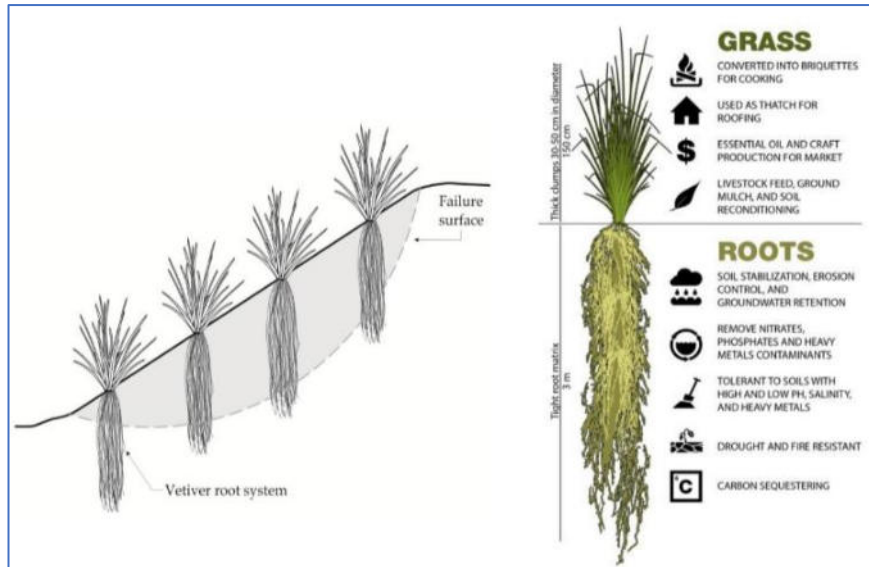 Failure
surface
Vetiver root system
Thick dumps 30-50 cm in diameter
150 cm
Tight root matrix
3 m
GRASS
CONVERTED INTO BRIQUETTES
FOR COOKING
USED AS THATCH FOR
ROOFING
$
ESSENTIAL OIL AND CRAFT
PRODUCTION FOR MARKET
LIVESTOCK FEED, GROUND
MULCH, AND SOIL
RECONDITIONING
ROOTS
SOIL STABILIZATION, EROSION
CONTROL, AND
GROUNDWATER RETENTION
REMOVE NITRATES,
PHOSPHATES AND HEAVY
METALS CONTAMINANTS
TOLERANT TO SOILS WITH
HIGH AND LOW PH, SALINITY,
AND HEAVY METALS
DROUGHT AND FIRE RESISTANT
°C
CARBON SEQUESTERING